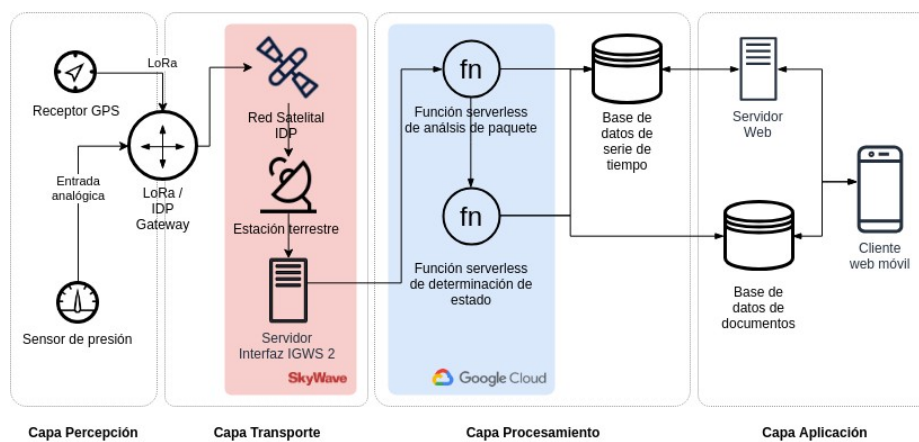 LoRa
Receptor GPS
Entrada
analógica
LoRa /
IDP
Gateway
Sensor de presión
Red Satelital
IDP
Estación terrestre
Servidor
Interfaz IGWS 2
SkyWave
fn
Función serverless
de análsis de paquete
fn
Función serverless
de determinación de
estado
Google Cloud
Base de
datos de
serie de
tiempo
Servidor
Web
Base de
datos de
documentos
Cliente
web móvil
Capa Percepción
Capa Transporte
Capa Procesamiento
Capa Aplicación